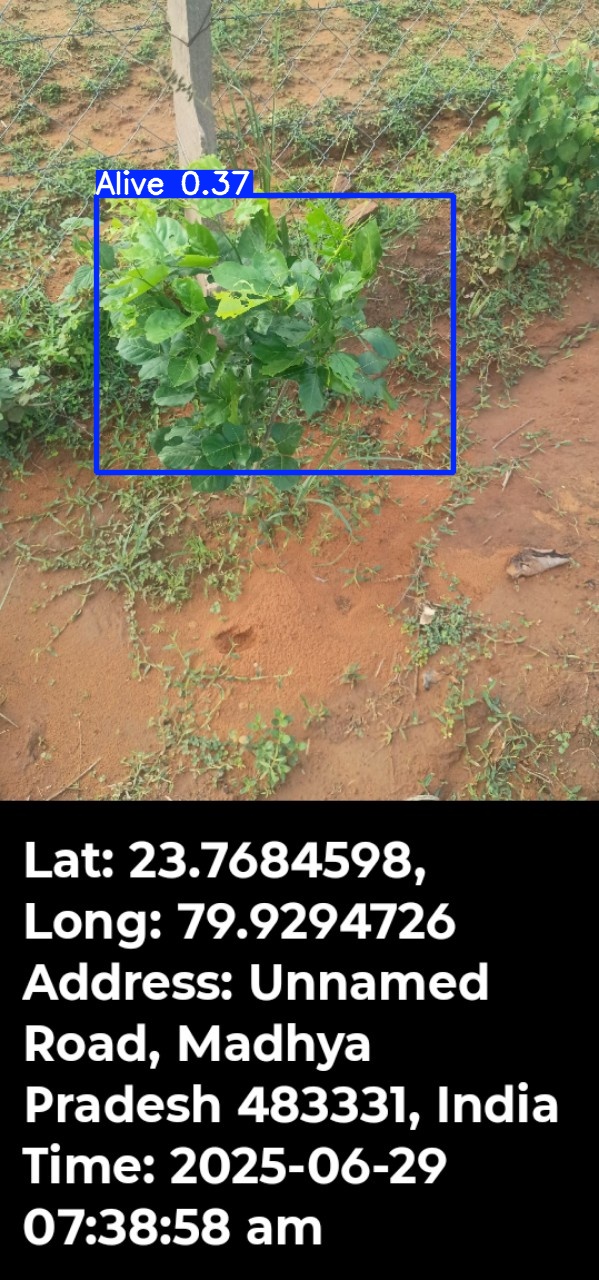 Alive 0.37
Lat: 23.7684598,
Long: 79.9294726
Address: Unnamed
Road, Madhya
Pradesh 483331, India
Time: 2025-06-29
07:38:58 am